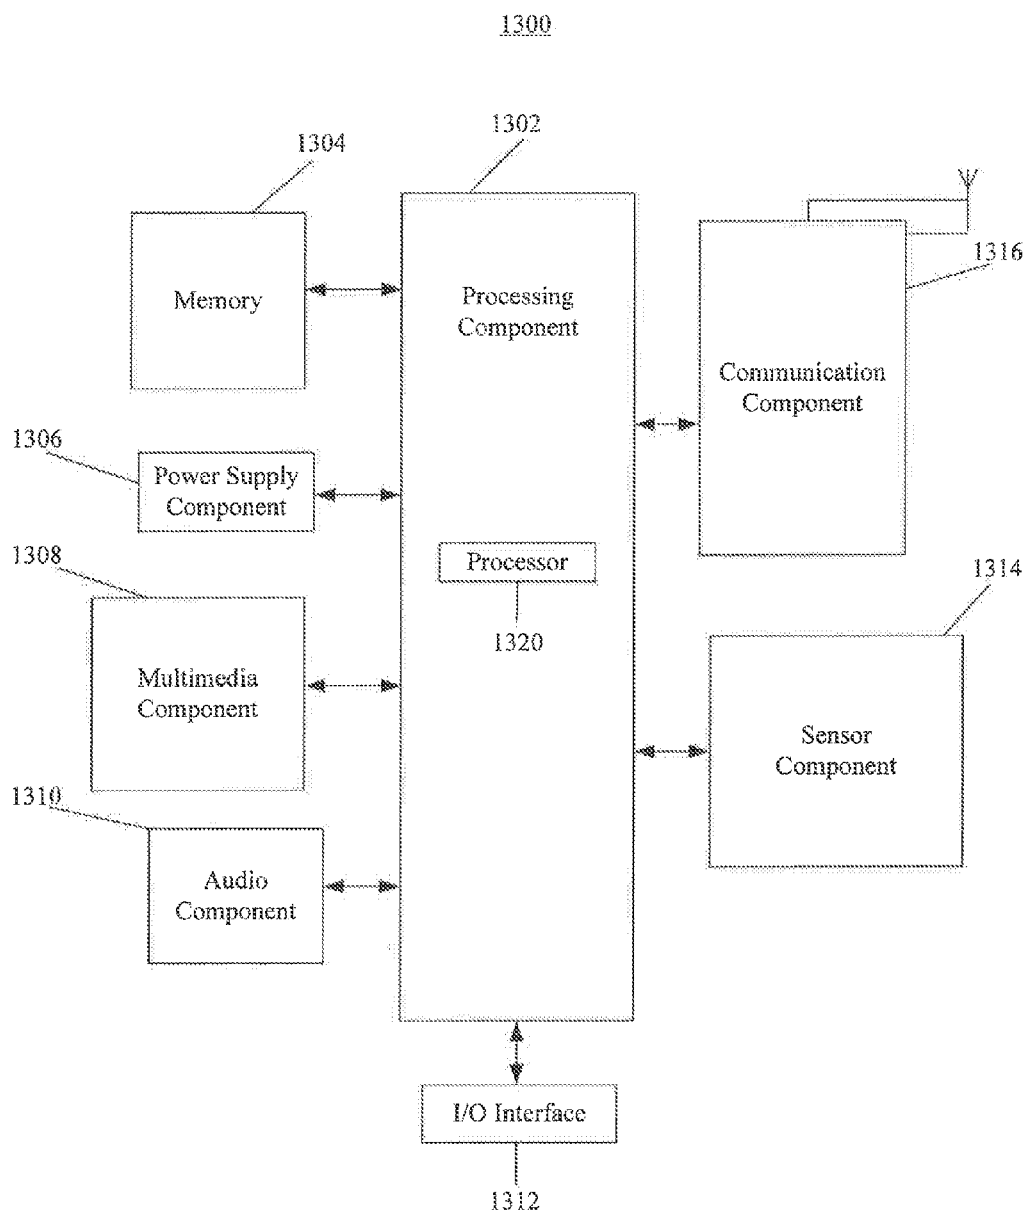 1300
1302
1304
1316
Memory
Processing
Component
Communication
Component
1306
Power Supply
Component
1308
Processor
1320
1314
Multimedia
Component
Sensor
Component
1310
Audio
Component
I/O Interface
1312